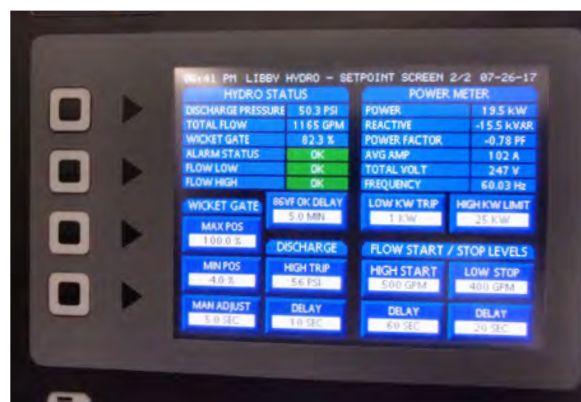 06:41 PM LIBBY HYDRO - SETPOINT SCREEN 2/2 07-26-17
HYDRO STATUS
DISCHARGE PRESSURE 50.3 PSI
TOTAL FLOW 1165 GPM
WICKET GATE 82.3 %
ALARM STATUS OK
FLOW LOW OK
FLOW HIGH OK
POWER METER
POWER 19.5 kW
REACTIVE -15.5 kVAR
POWER FACTOR -0.78 PF
AVG AMP 102 A
TOTAL VOLT 247 V
FREQUENCY 60.03 Hz
WICKET GATE
MAX POS
100.0 %
MIN POS
4.0 %
MAN ADJUST
5.0 SEC
86VF OK DELAY
5.0 MIN
DISCHARGE
HIGH TRIP
56 PSI
DELAY
10 SEC
LOW KW TRIP
1 KW
HIGH KW LIMIT
25 KW
FLOW START / STOP LEVELS
HIGH START
500 GPM
LOW STOP
400 GPM
DELAY
60 SEC
DELAY
20 SEC